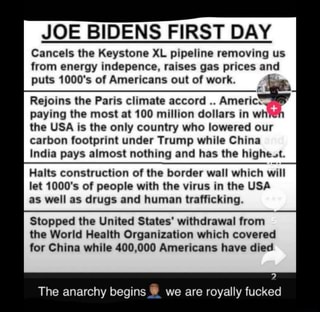 JOE BIDENS FIRST DAY
Cancels the Keystone XL pipeline removing us
from energy indepence, raises gas prices and
puts 1000's of Americans out of work.
Rejoins the Paris climate accord .. Americ
paying the most at 100 million dollars in which
the USA is the only country who lowered our
carbon footprint under Trump while China and
India pays almost nothing and has the highest.
Halts construction of the border wall which will
let 1000's of people with the virus in the USA
as well as drugs and human trafficking.
Stopped the United States' withdrawal from
the World Health Organization which covered
for China while 400,000 Americans have died
2
The anarchy begins🤦🏽‍♂️ we are royally fucked